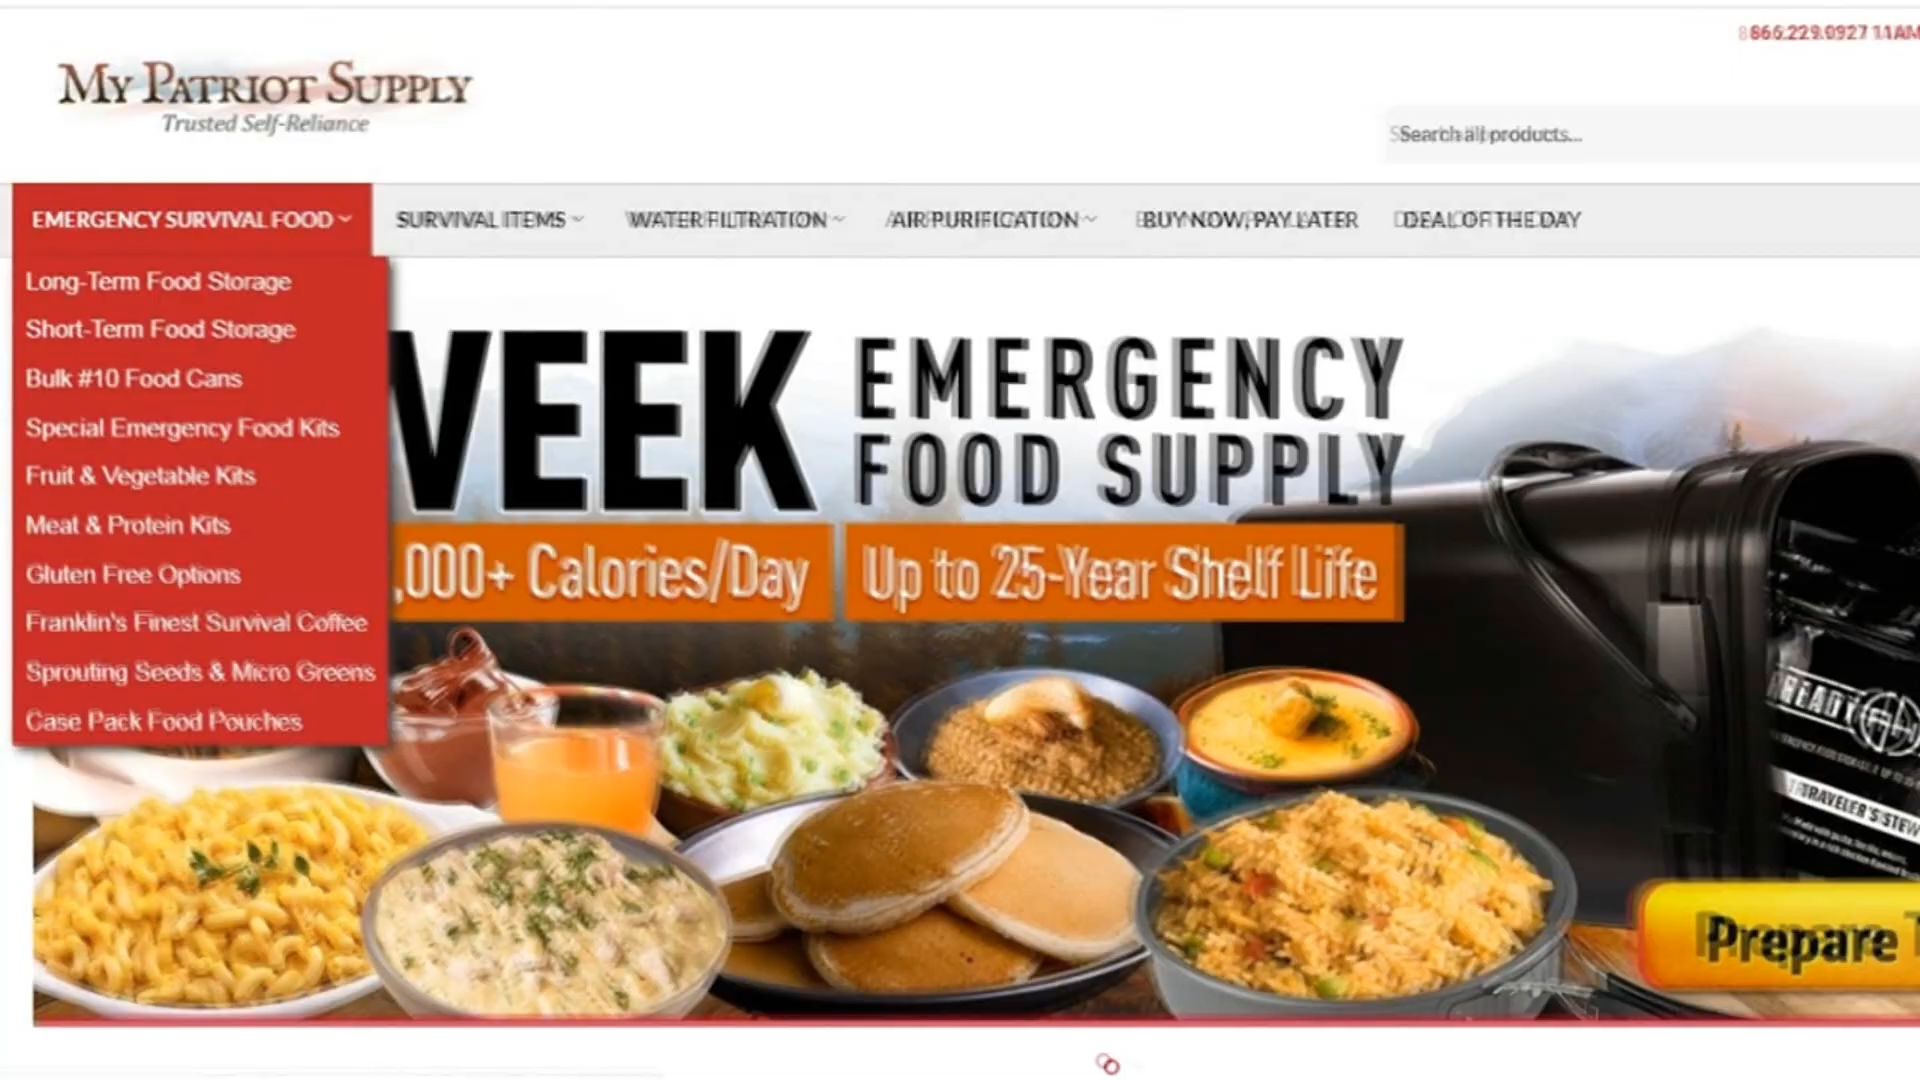 866.229.0927 11AM
MY PATRIOT SUPPLY
Trusted Self-Reliance
Search all products...
EMERGENCY SURVIVAL FOOD
SURVIVAL ITEMS
WATER FILTRATION
AIR PURIFICATION
BUY NOW, PAY LATER
DEAL OF THE DAY
Long-Term Food Storage
Short-Term Food Storage
Bulk #10 Food Cans
Special Emergency Food Kits
Fruit & Vegetable Kits
Meat & Protein Kits
Gluten Free Options
Franklin's Finest Survival Coffee
Sprouting Seeds & Micro Greens
Case Pack Food Pouches
WEEK
EMERGENCY
FOOD SUPPLY
,000+ Calories/Day
Up to 25-Year Shelf Life
READY
TRAVELER'S STEW
Prepare T